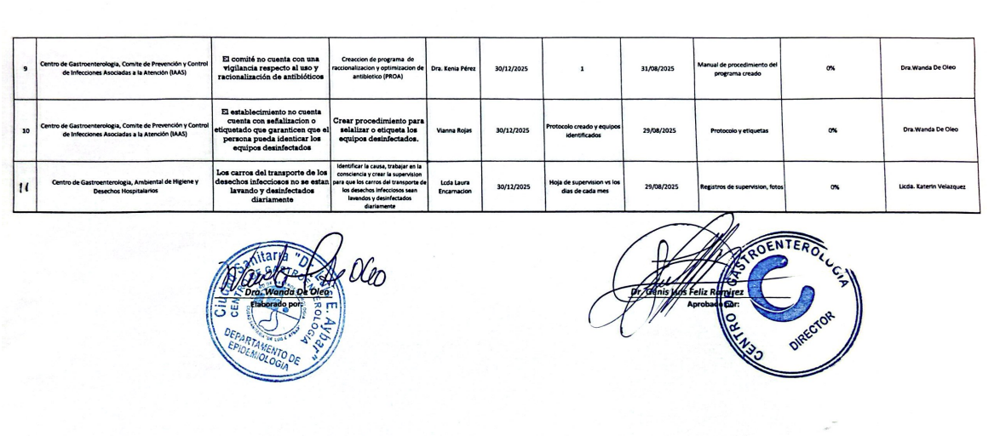 9
Centro de Gastroenterologia, Comite de Prevención y Control
de Infecciones Asociadas a la Atención (IAAS)
El comité no cuenta con una
vigilancia respecto al uso y
racionalización de antibióticos
Creaccion de programa de
raccionalizacion y optimizacion de
antibiotico (PROA)
Dra. Kenia Pérez
30/12/2025
1
31/08/2025
Manual de procedimiento del
programa creado
0%
Dra.Wanda De Oleo
10
Centro de Gastroenterologia, Comite de Prevención y Control
de Infecciones Asociadas a la Atención (IAAS)
El establecimiento no cuenta
cuenta con señalizacion o
etiquetado que garanticen que el
persona pueda identicar los
equipos desinfectados
Crear procedimiento para
selalizar o etiqueta los
equipos desinfectados.
Vianna Rojas
30/12/2025
Protocolo creado y equipos
identificados
29/08/2025
Protocolo y etiquetas
0%
Dra.Wanda De Oleo
11
Centro de Gastroenterologia, Ambiental de Higiene y
Desechos Hospitalarios
Los carros del transporte de los
desechos infecciosos no se estan
lavando y desinfectados
diariamente
Identificar la causa, trabajar en la
consciencia y crear la supervision
para que los carros del transporte de
los desechos infecciosos sean
lavandos y desinfectados
diariamente
Lcda Laura
Encarnacion
30/12/2025
Hoja de supervision vs los
dias de cada mes
29/08/2025
Registros de supervision, fotos
0%
Licda. Katerin Velazquez
Wanda De Oleo
Dra. Wanda De Oleo
Elaborado por:
Ciudad Sanitaria "Dr. Luis E. Aybar"
CENTRO DE GASTROENTEROLOGIA
DEPARTAMENTO DE
EPIDEMIOLOGIA
Dr. Genis Luis Feliz Ramirez
Aprobado por:
CENTRO GASTROENTEROLOGIA
DIRECTOR